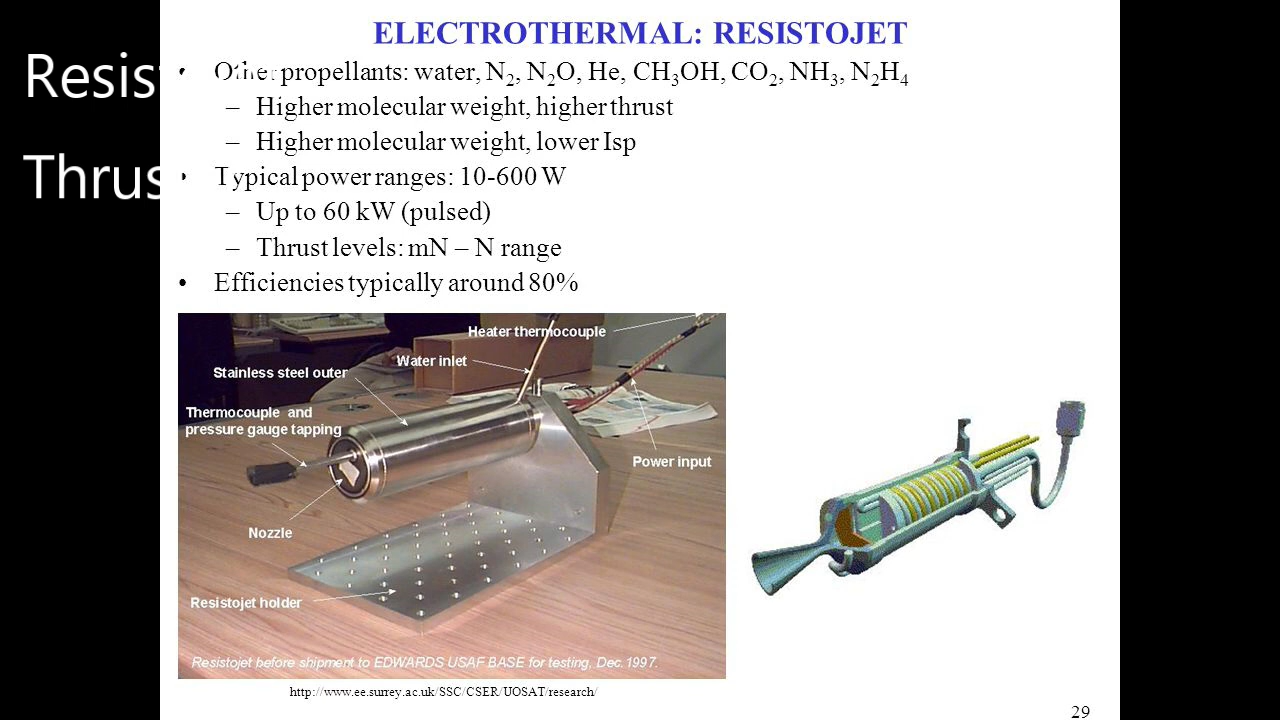 ELECTROTHERMAL: RESISTOJET
Resist
Thrus
• Other propellants: water, N2, N2O, He, CH3OH, CO2, NH3, N2H4
– Higher molecular weight, higher thrust
– Higher molecular weight, lower Isp
• Typical power ranges: 10-600 W
– Up to 60 kW (pulsed)
– Thrust levels: mN – N range
• Efficiencies typically around 80%
Heater thermocouple
Water inlet
Stainless steel outer
Thermocouple and
pressure gauge tapping
Power input
Nozzle
Resistojet holder
Resistojet before shipment to EDWARDS USAF BASE for testing, Dec.1997.
http://www.ee.surrey.ac.uk/SSC/CSER/UOSAT/research/
29